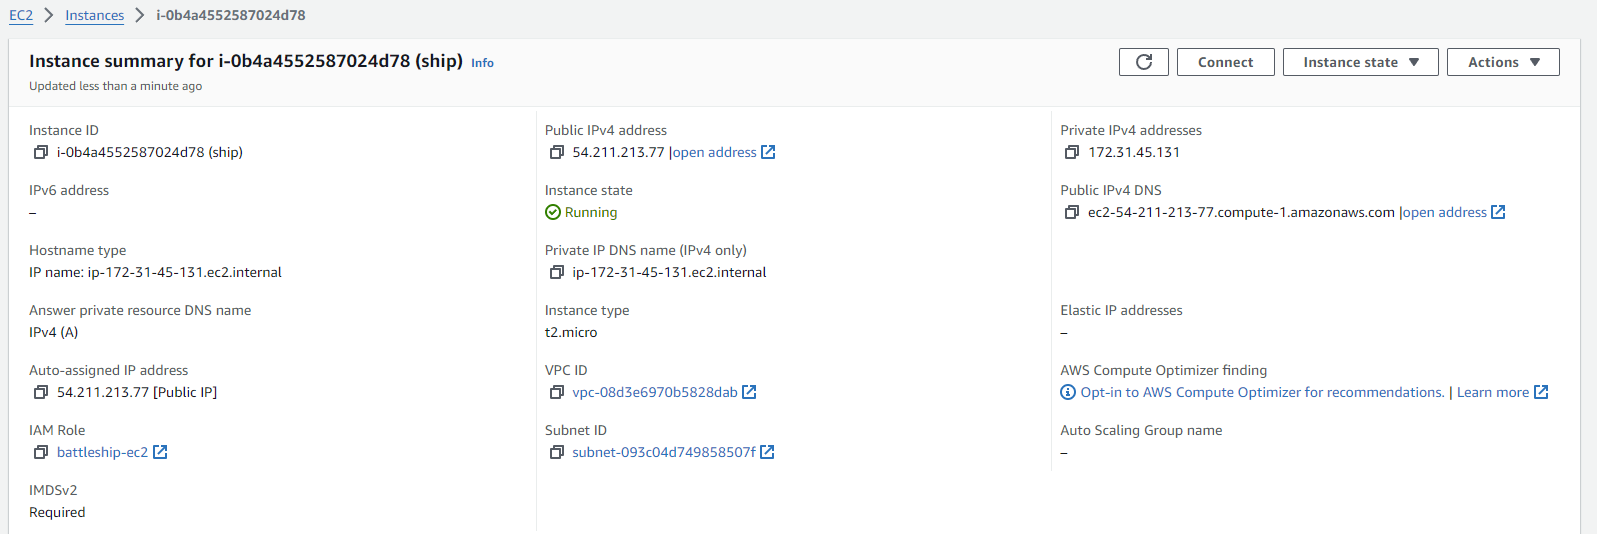 EC2 > Instances > i-0b4a4552587024d78
Instance summary for i-0b4a4552587024d78 (ship) Info
Updated less than a minute ago
Connect
Instance state
Actions
Instance ID
i-0b4a4552587024d78 (ship)
Public IPv4 address
54.211.213.77 |open address
Private IPv4 addresses
172.31.45.131
IPv6 address
–
Instance state
Running
Public IPv4 DNS
ec2-54-211-213-77.compute-1.amazonaws.com |open address
Hostname type
IP name: ip-172-31-45-131.ec2.internal
Private IP DNS name (IPv4 only)
ip-172-31-45-131.ec2.internal
Answer private resource DNS name
IPv4 (A)
Instance type
t2.micro
Elastic IP addresses
–
Auto-assigned IP address
54.211.213.77 [Public IP]
VPC ID
vpc-08d3e6970b5828dab
AWS Compute Optimizer finding
Opt-in to AWS Compute Optimizer for recommendations. | Learn more
IAM Role
battleship-ec2
Subnet ID
subnet-093c04d749858507f
Auto Scaling Group name
–
IMDSv2
Required